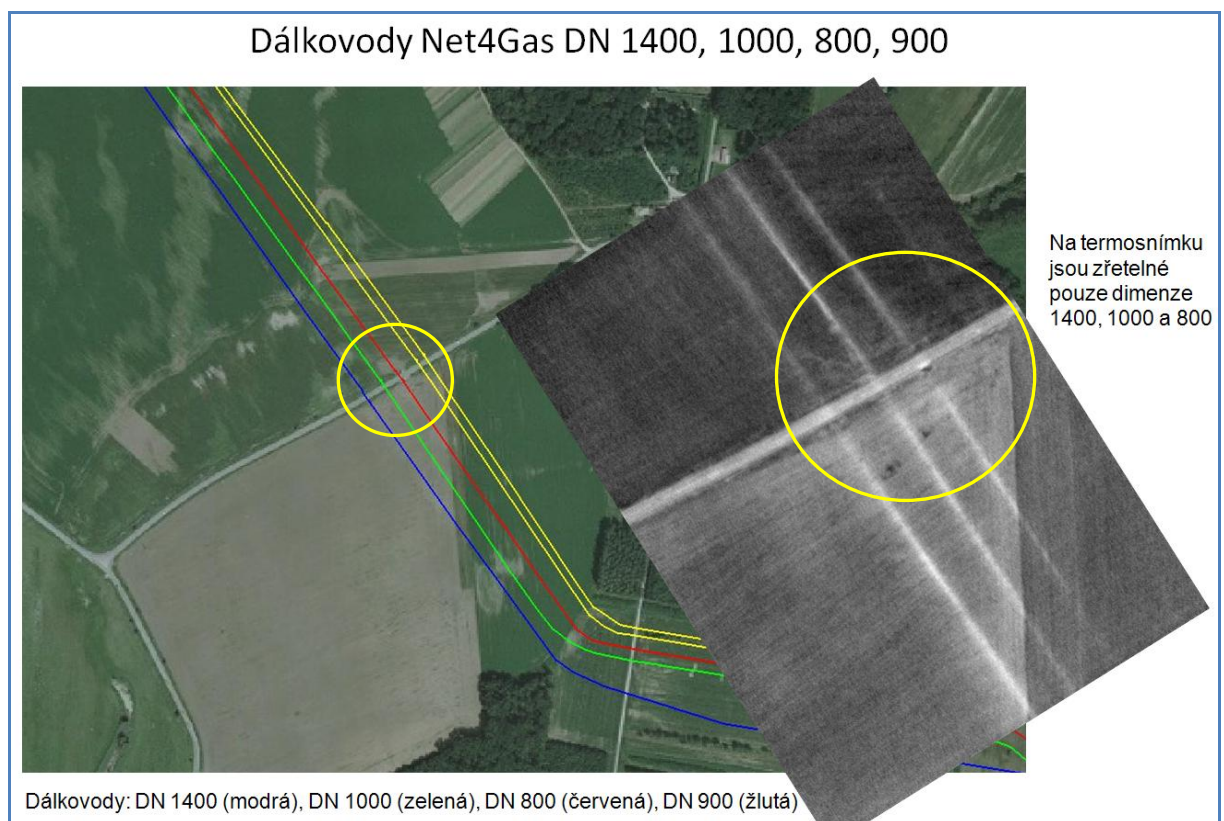 Dálkovody Net4Gas DN 1400, 1000, 800, 900
Na termosnímku
jsou zřetelné
pouze dimenze
1400, 1000 a 800
Dálkovody: DN 1400 (modrá), DN 1000 (zelená), DN 800 (červená), DN 900 (žlutá)